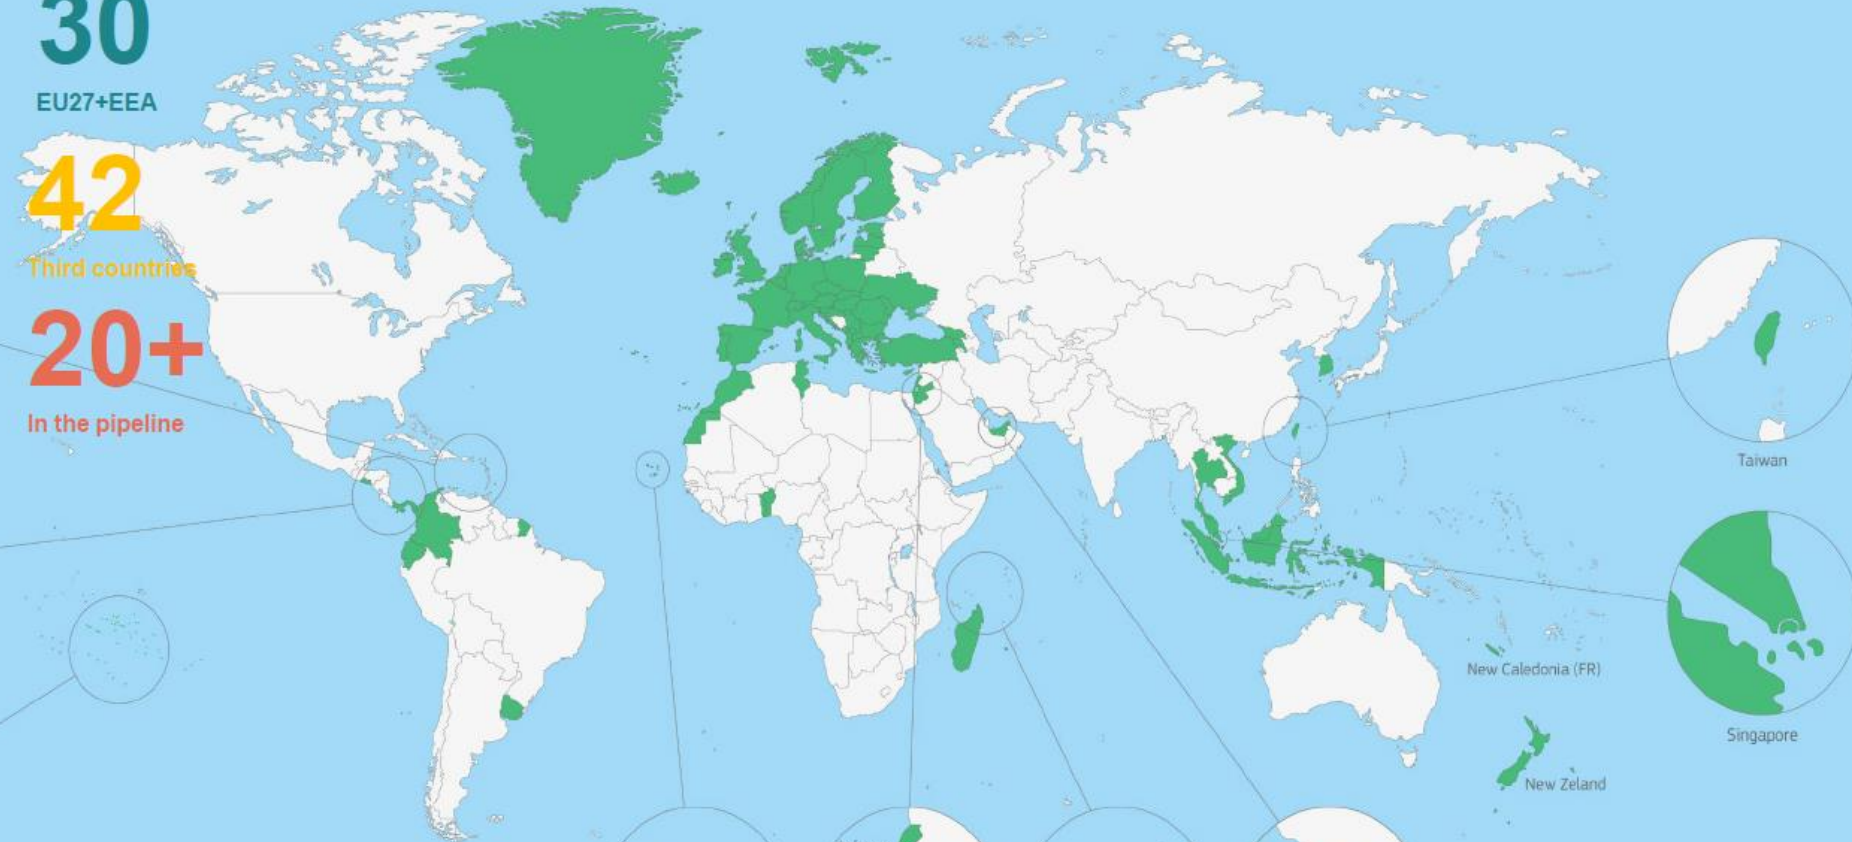 30
EU27+EEA
42
Third countries
20+
In the pipeline
Taiwan
New Caledonia (FR)
Singapore
New Zeland